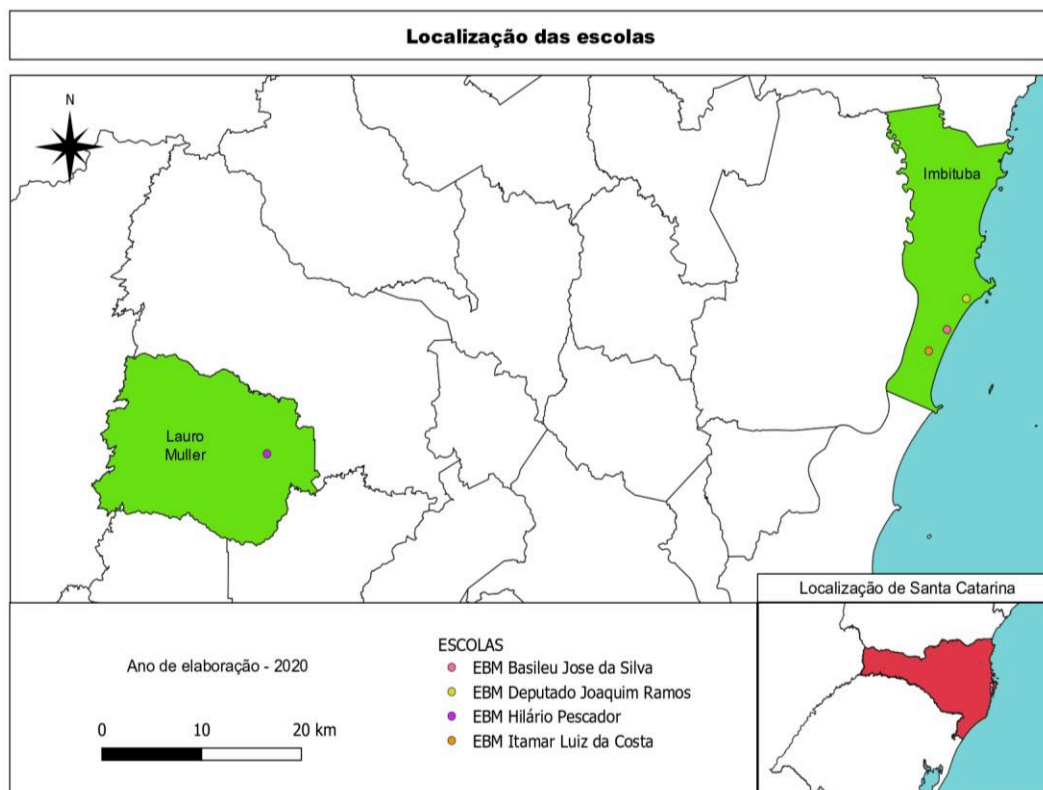 Localização das escolas
N
Imbituba
Lauro
Muller
Localização de Santa Catarina
Ano de elaboração - 2020
0 10 20 km
ESCOLAS
EBM Basileu Jose da Silva
EBM Deputado Joaquim Ramos
EBM Hilário Pescador
EBM Itamar Luiz da Costa